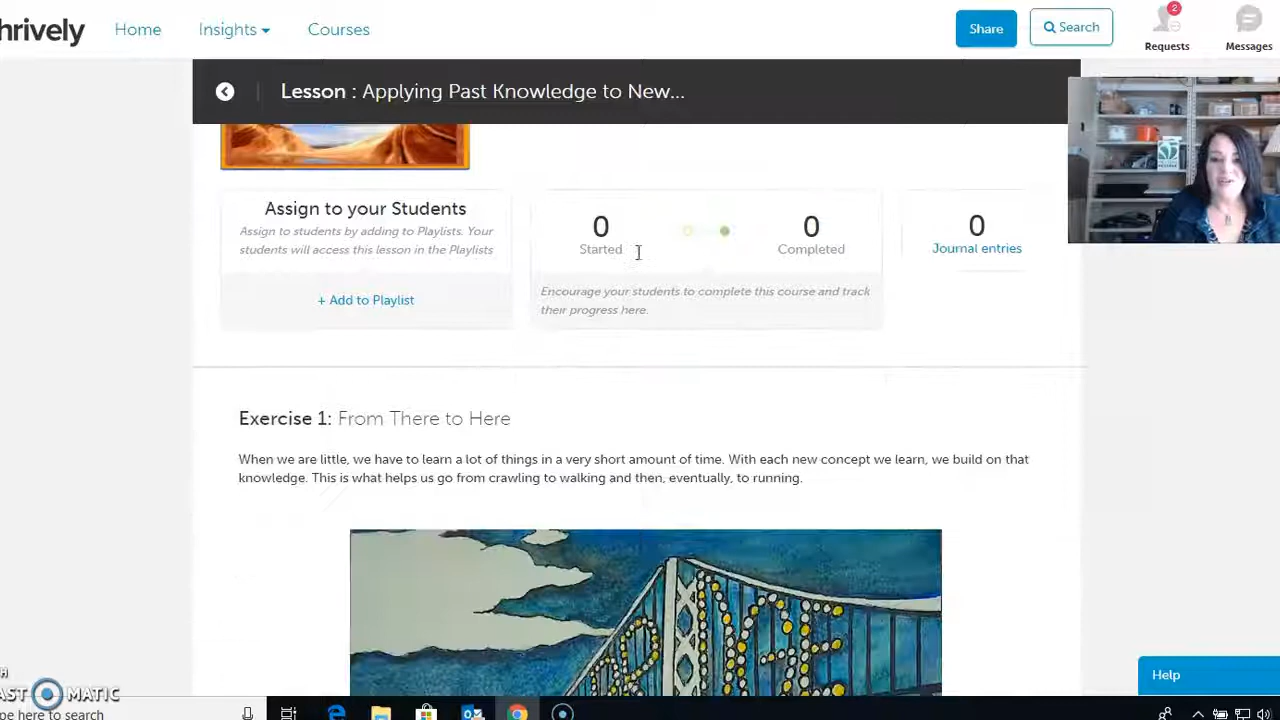 hrively Home Insights Courses Share Search 2
Requests Messages
Lesson : Applying Past Knowledge to New...
Assign to your Students
Assign to students by adding to Playlists. Your
students will access this lesson in the Playlists
+ Add to Playlist
0 0
Started Completed
Encourage your students to complete this course and track
their progress here.
0
Journal entries
Exercise 1: From There to Here
When we are little, we have to learn a lot of things in a very short amount of time. With each new concept we learn, we build on that
knowledge. This is what helps us go from crawling to walking and then, eventually, to running.
Help
H
AST MATIC
pe here to search